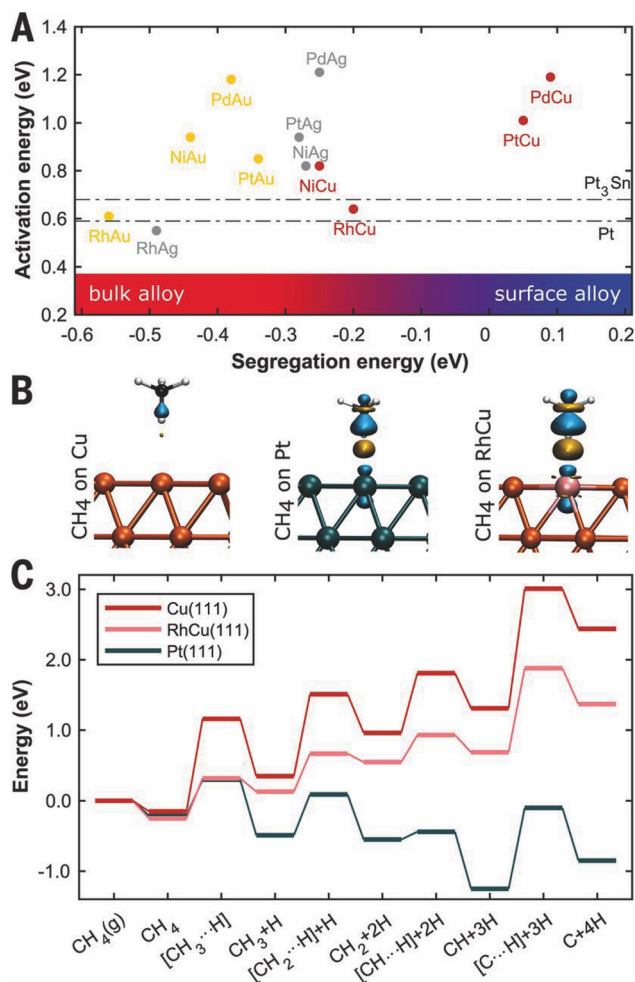 A
Activation energy (eV)
1.4
1.2
1.0
0.8
0.6
0.4
0.2
PdAg
PdAu
PdCu
PtAg
NiAu
PtCu
NiAg
PtAu
NiCu
Pt3Sn
RhAu
RhCu
Pt
RhAg
bulk alloy
surface alloy
-0.6 -0.5 -0.4 -0.3 -0.2 -0.1 0 0.1 0.2
Segregation energy (eV)
B
CH4 on Cu
CH4 on Pt
CH4 on RhCu
C
Energy (eV)
3.0
2.0
1.0
0.0
-1.0
Cu(111)
RhCu(111)
Pt(111)
CH4(g)
CH4
[CH3···H]
CH3+H
[CH2···H]+H
CH2+2H
[CH···H]+2H
CH+3H
[C···H]+3H
C+4H